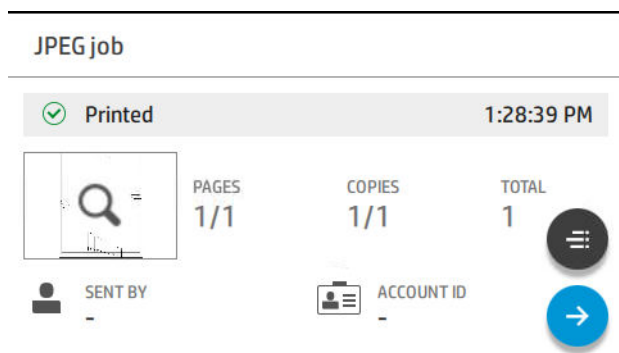 JPEG job
Printed 1:28:39 PM
PAGES COPIES TOTAL
1/1 1/1 1
SENT BY ACCOUNT ID
- -